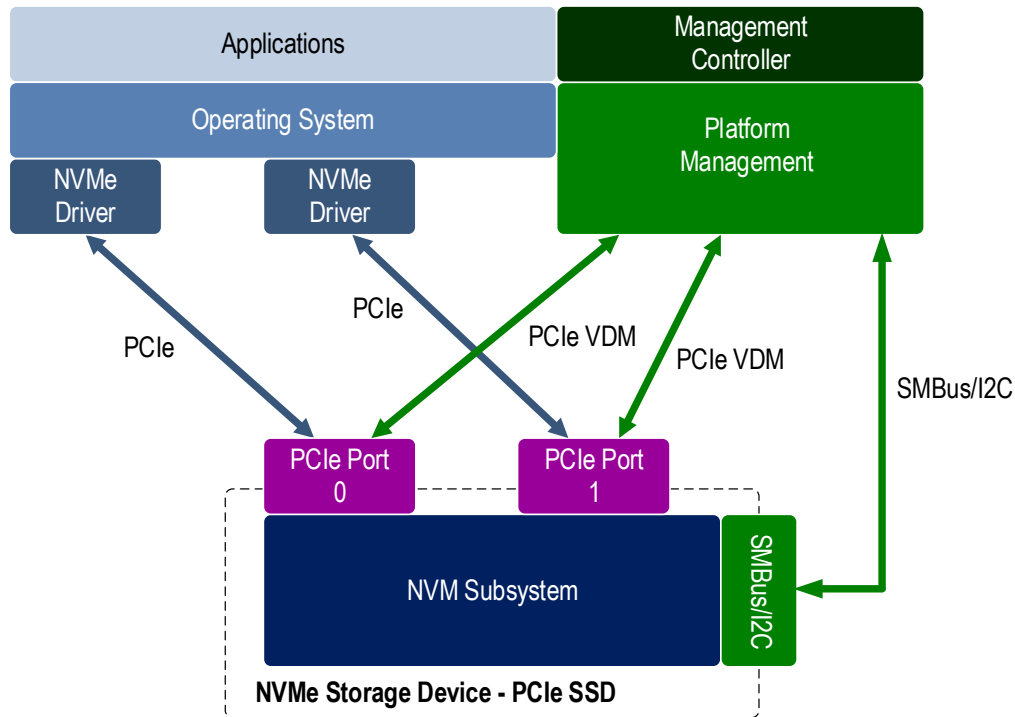 Applications
Management
Controller
Operating System
Platform
Management
NVMe
Driver
NVMe
Driver
PCIe
PCIe
PCIe VDM
PCIe VDM
SMBus/I2C
PCIe Port
0
PCIe Port
1
NVM Subsystem
SMBus/I2C
NVMe Storage Device - PCIe SSD